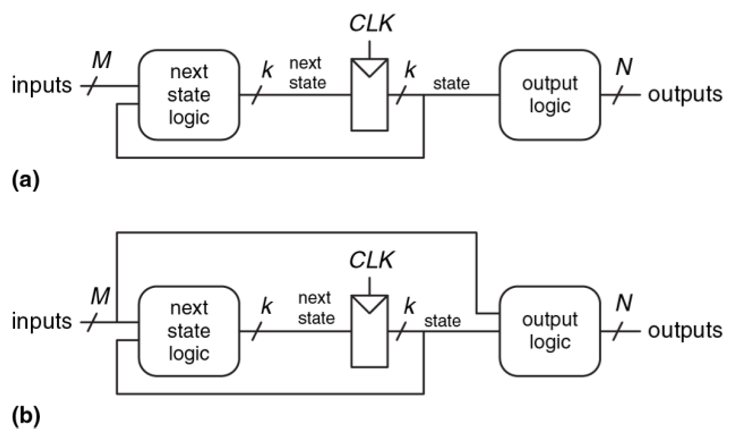 CLK
M
next
state
logic
k
next
state
k
state
output
logic
N
inputs
outputs
(a)
CLK
M
next
state
logic
k
next
state
k
state
output
logic
N
inputs
outputs
(b)